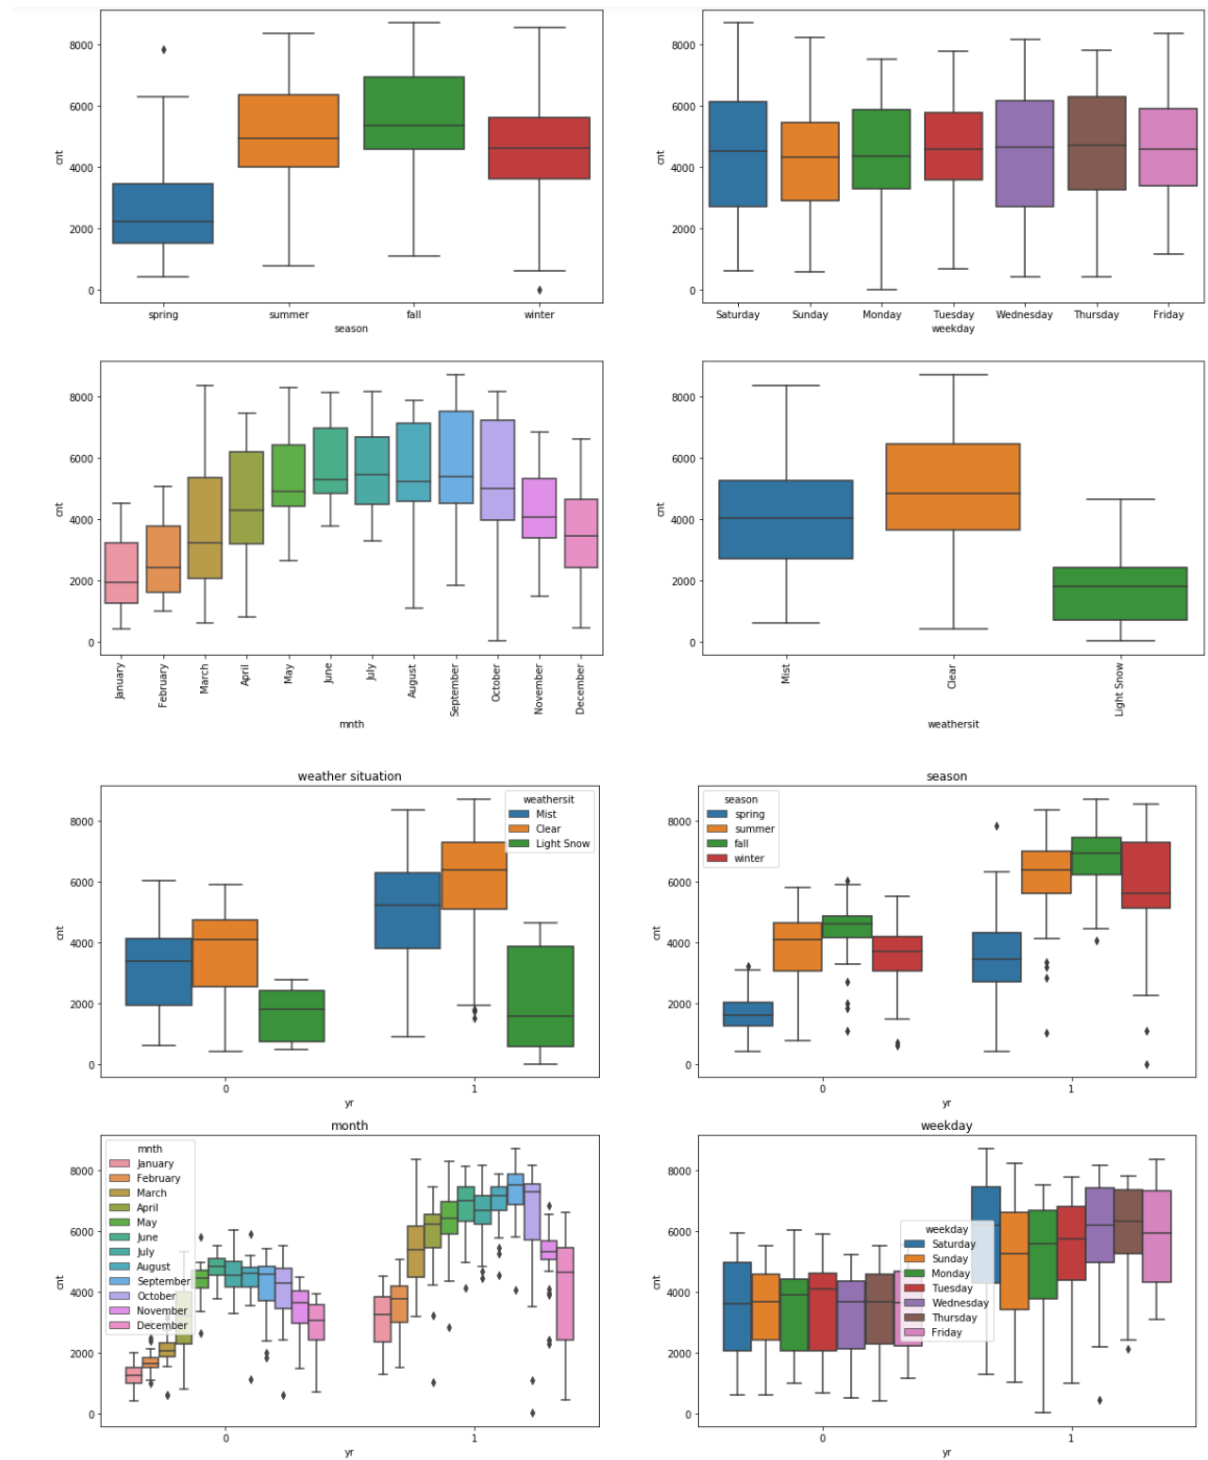 8000
6000
4000
2000
0
cnt
spring summer fall winter
season
8000
6000
4000
2000
0
cnt
Saturday Sunday Monday Tuesday Wednesday Thursday Friday
weekday
8000
6000
4000
2000
0
cnt
January February March April May June July August September October November December
mnth
8000
6000
4000
2000
0
cnt
Mist Clear Light Snow
weathersit
weather situation
weathersit
Mist
Clear
Light Snow
8000
6000
4000
2000
0
cnt
0 1
yr
season
season
spring
summer
fall
winter
8000
6000
4000
2000
0
cnt
0 1
yr
month
mnth
January
February
March
April
May
June
July
August
September
October
November
December
8000
6000
4000
2000
0
cnt
0 1
yr
weekday
weekday
Saturday
Sunday
Monday
Tuesday
Wednesday
Thursday
Friday
8000
6000
4000
2000
0
cnt
0 1
yr